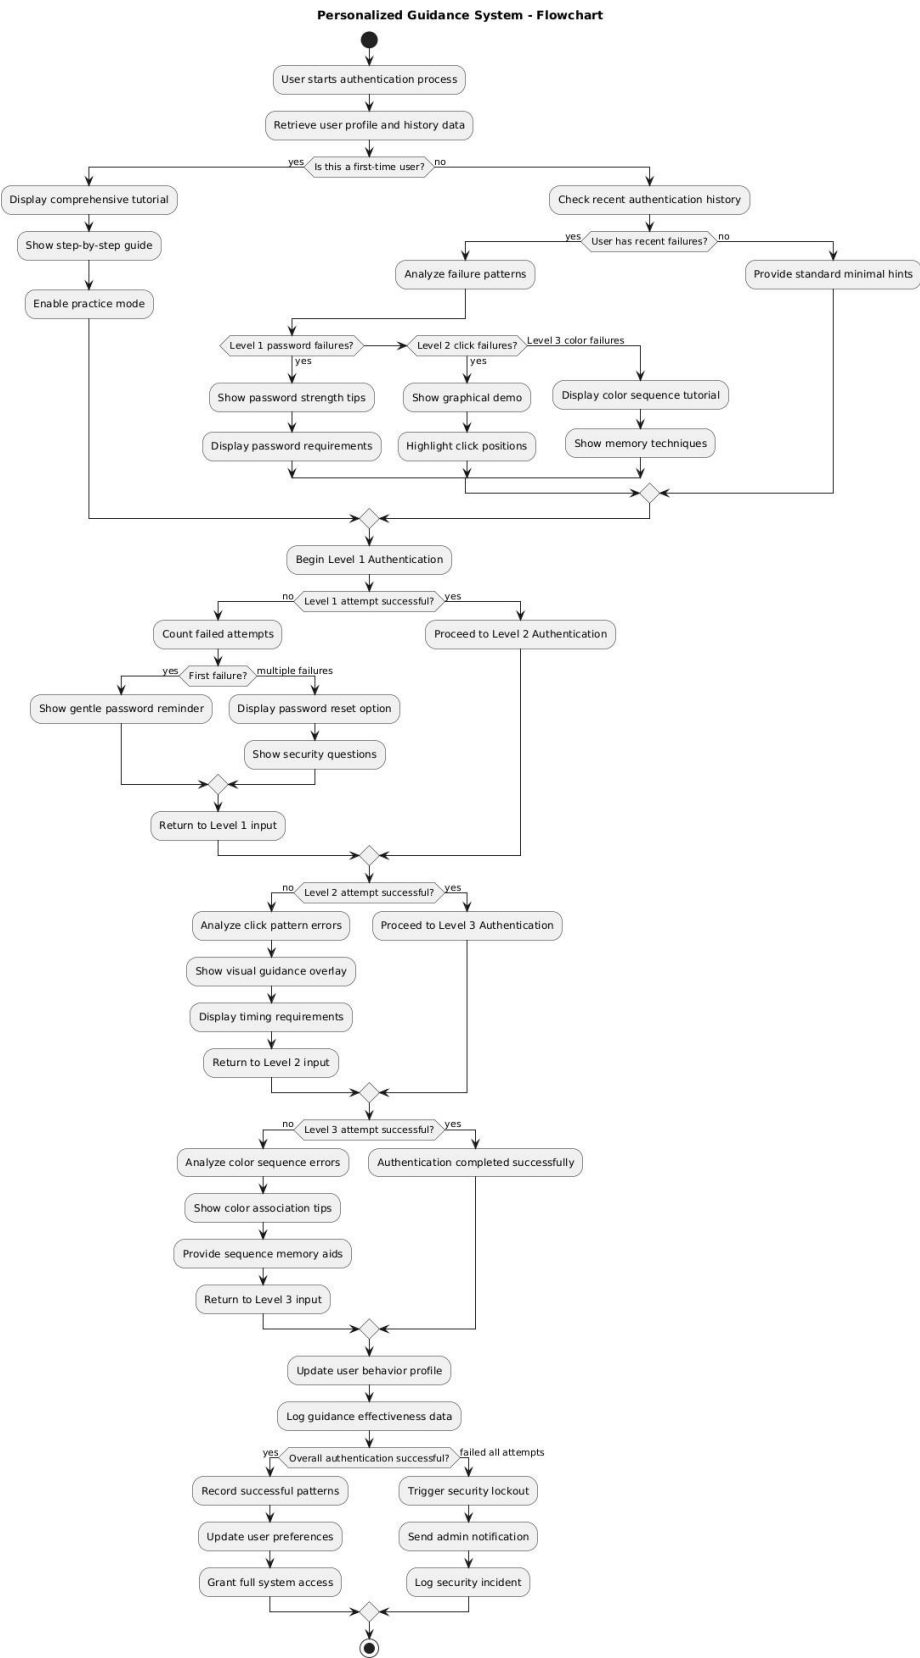 Personalized Guidance System - Flowchart
User starts authentication process
Retrieve user profile and history data
yes
Is this a first-time user?
no
Display comprehensive tutorial
Show step-by-step guide
Enable practice mode
Check recent authentication history
yes
User has recent failures?
no
Analyze failure patterns
Provide standard minimal hints
Level 1 password failures?
yes
Level 2 click failures?
yes
Level 3 color failures
Show password strength tips
Display password requirements
Show graphical demo
Highlight click positions
Display color sequence tutorial
Show memory techniques
Begin Level 1 Authentication
no
Level 1 attempt successful?
yes
Count failed attempts
Proceed to Level 2 Authentication
yes
First failure?
multiple failures
Show gentle password reminder
Display password reset option
Show security questions
Return to Level 1 input
no
Level 2 attempt successful?
yes
Analyze click pattern errors
Proceed to Level 3 Authentication
Show visual guidance overlay
Display timing requirements
Return to Level 2 input
no
Level 3 attempt successful?
yes
Analyze color sequence errors
Authentication completed successfully
Show color association tips
Provide sequence memory aids
Return to Level 3 input
Update user behavior profile
Log guidance effectiveness data
yes
Overall authentication successful?
failed all attempts
Record successful patterns
Trigger security lockout
Update user preferences
Send admin notification
Grant full system access
Log security incident